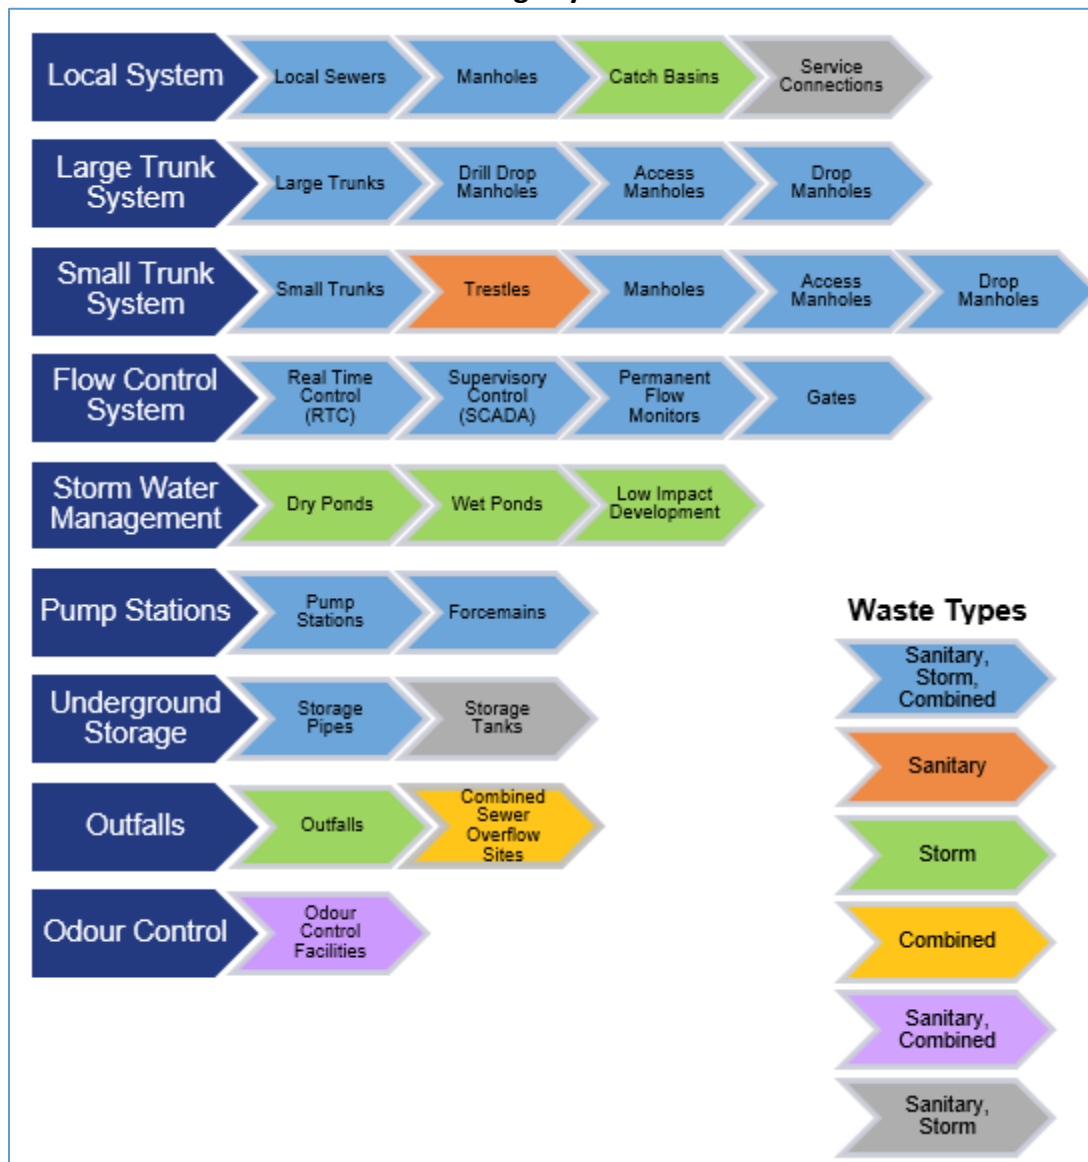 Local System
Local Sewers
Manholes
Catch Basins
Service
Connections
Large Trunk
System
Large Trunks
Drill Drop
Manholes
Access
Manholes
Drop
Manholes
Small Trunk
System
Small Trunks
Trestles
Manholes
Access
Manholes
Drop
Manholes
Flow Control
System
Real Time
Control
(RTC)
Supervisory
Control
(SCADA)
Permanent
Flow
Monitors
Gates
Storm Water
Management
Dry Ponds
Wet Ponds
Low Impact
Development
Pump Stations
Pump
Stations
Forcemains
Underground
Storage
Storage
Pipes
Storage
Tanks
Outfalls
Outfalls
Combined
Sewer
Overflow
Sites
Odour Control
Odour
Control
Facilities
Waste Types
Sanitary,
Storm,
Combined
Sanitary
Storm
Combined
Sanitary,
Combined
Sanitary,
Storm